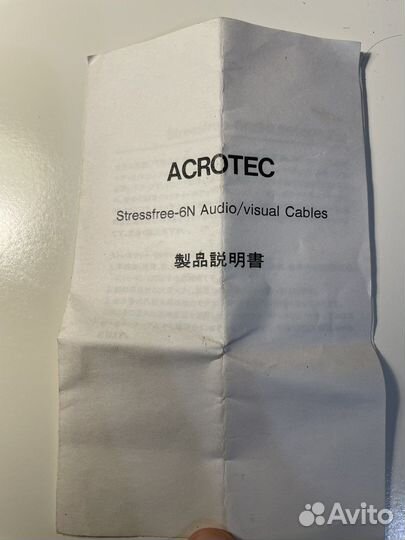 ACROTEC
Stressfree-6N Audio/visual Cables
製品説明書
Avito